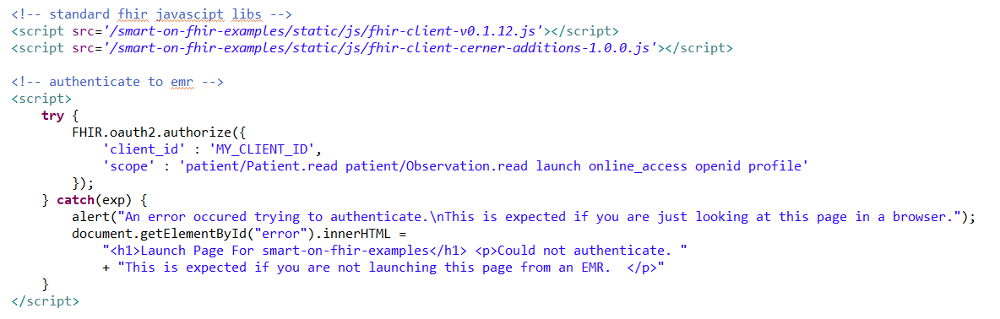 <!-- standard fhir javascipt libs -->
<script src='/smart-on-fhir-examples/static/js/fhir-client-v0.1.12.js'></script>
<script src='/smart-on-fhir-examples/static/js/fhir-client-cerner-additions-1.0.0.js'></script>

<!-- authenticate to emr -->
<script>
    try {
        FHIR.oauth2.authorize({
            'client_id' : 'MY_CLIENT_ID',
            'scope' : 'patient/Patient.read patient/Observation.read launch online_access openid profile'
        });
    } catch(exp) {
        alert("An error occured trying to authenticate.\nThis is expected if you are just looking at this page in a browser.");
        document.getElementById("error").innerHTML =
            "<h1>Launch Page For smart-on-fhir-examples</h1> <p>Could not authenticate. "
            + "This is expected if you are not launching this page from an EMR.  </p>"
    }
</script>